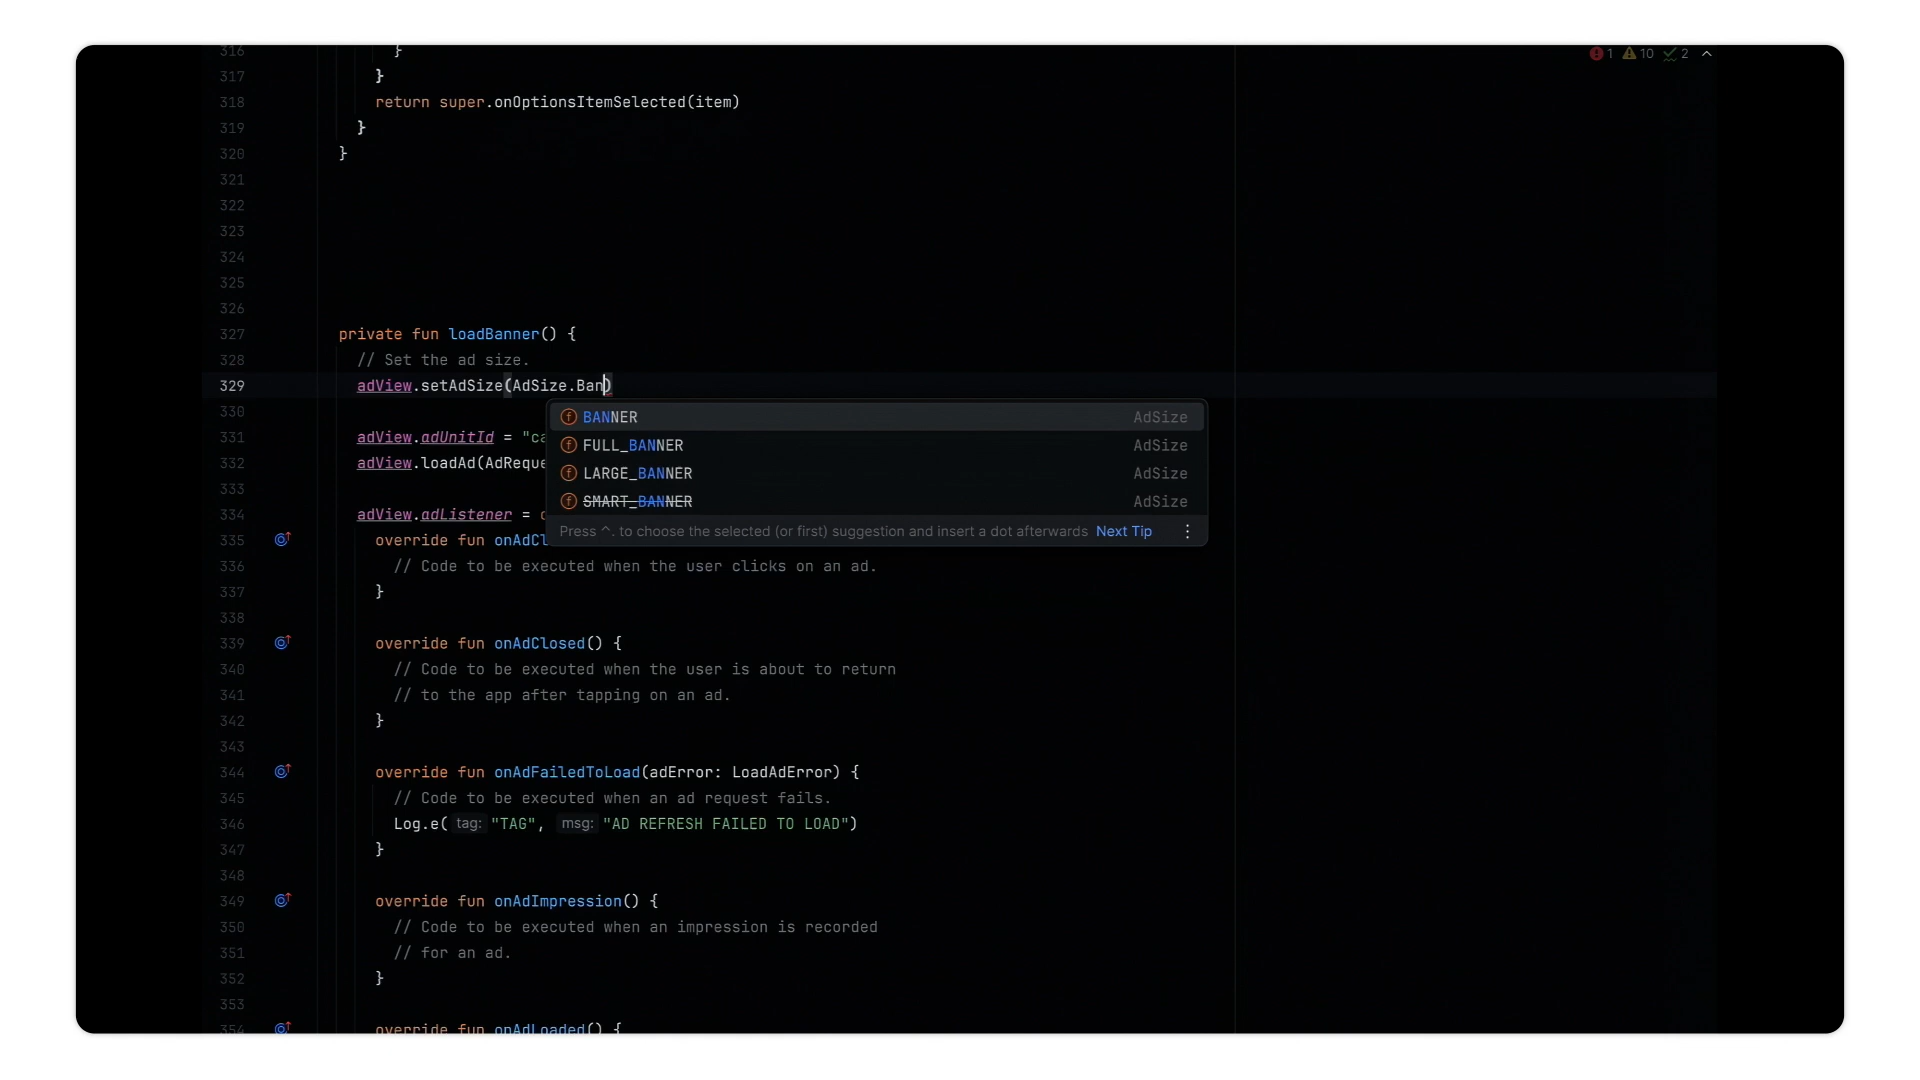 316 }
1 10 2
317 }
318 return super.onOptionsItemSelected(item)
319 }
320 }
321
322
323
324
325
326
327 private fun loadBanner() {
328 // Set the ad size.
329 adView.setAdSize(AdSize.Ban)
330
BANNER AdSize
331 adView.adUnitId = "ca
FULL_BANNER AdSize
332 adView.loadAd(AdReque
LARGE_BANNER AdSize
333
SMART_BANNER AdSize
334 adView.adListener =
Press ^. to choose the selected (or first) suggestion and insert a dot afterwards Next Tip
335 override fun onAdCl
336 // Code to be executed when the user clicks on an ad.
337 }
338
339 override fun onAdClosed() {
340 // Code to be executed when the user is about to return
341 // to the app after tapping on an ad.
342 }
343
344 override fun onAdFailedToLoad(adError: LoadAdError) {
345 // Code to be executed when an ad request fails.
346 Log.e( tag: "TAG", msg: "AD REFRESH FAILED TO LOAD")
347 }
348
349 override fun onAdImpression() {
350 // Code to be executed when an impression is recorded
351 // for an ad.
352 }
353
354 override fun onAdLoaded() {